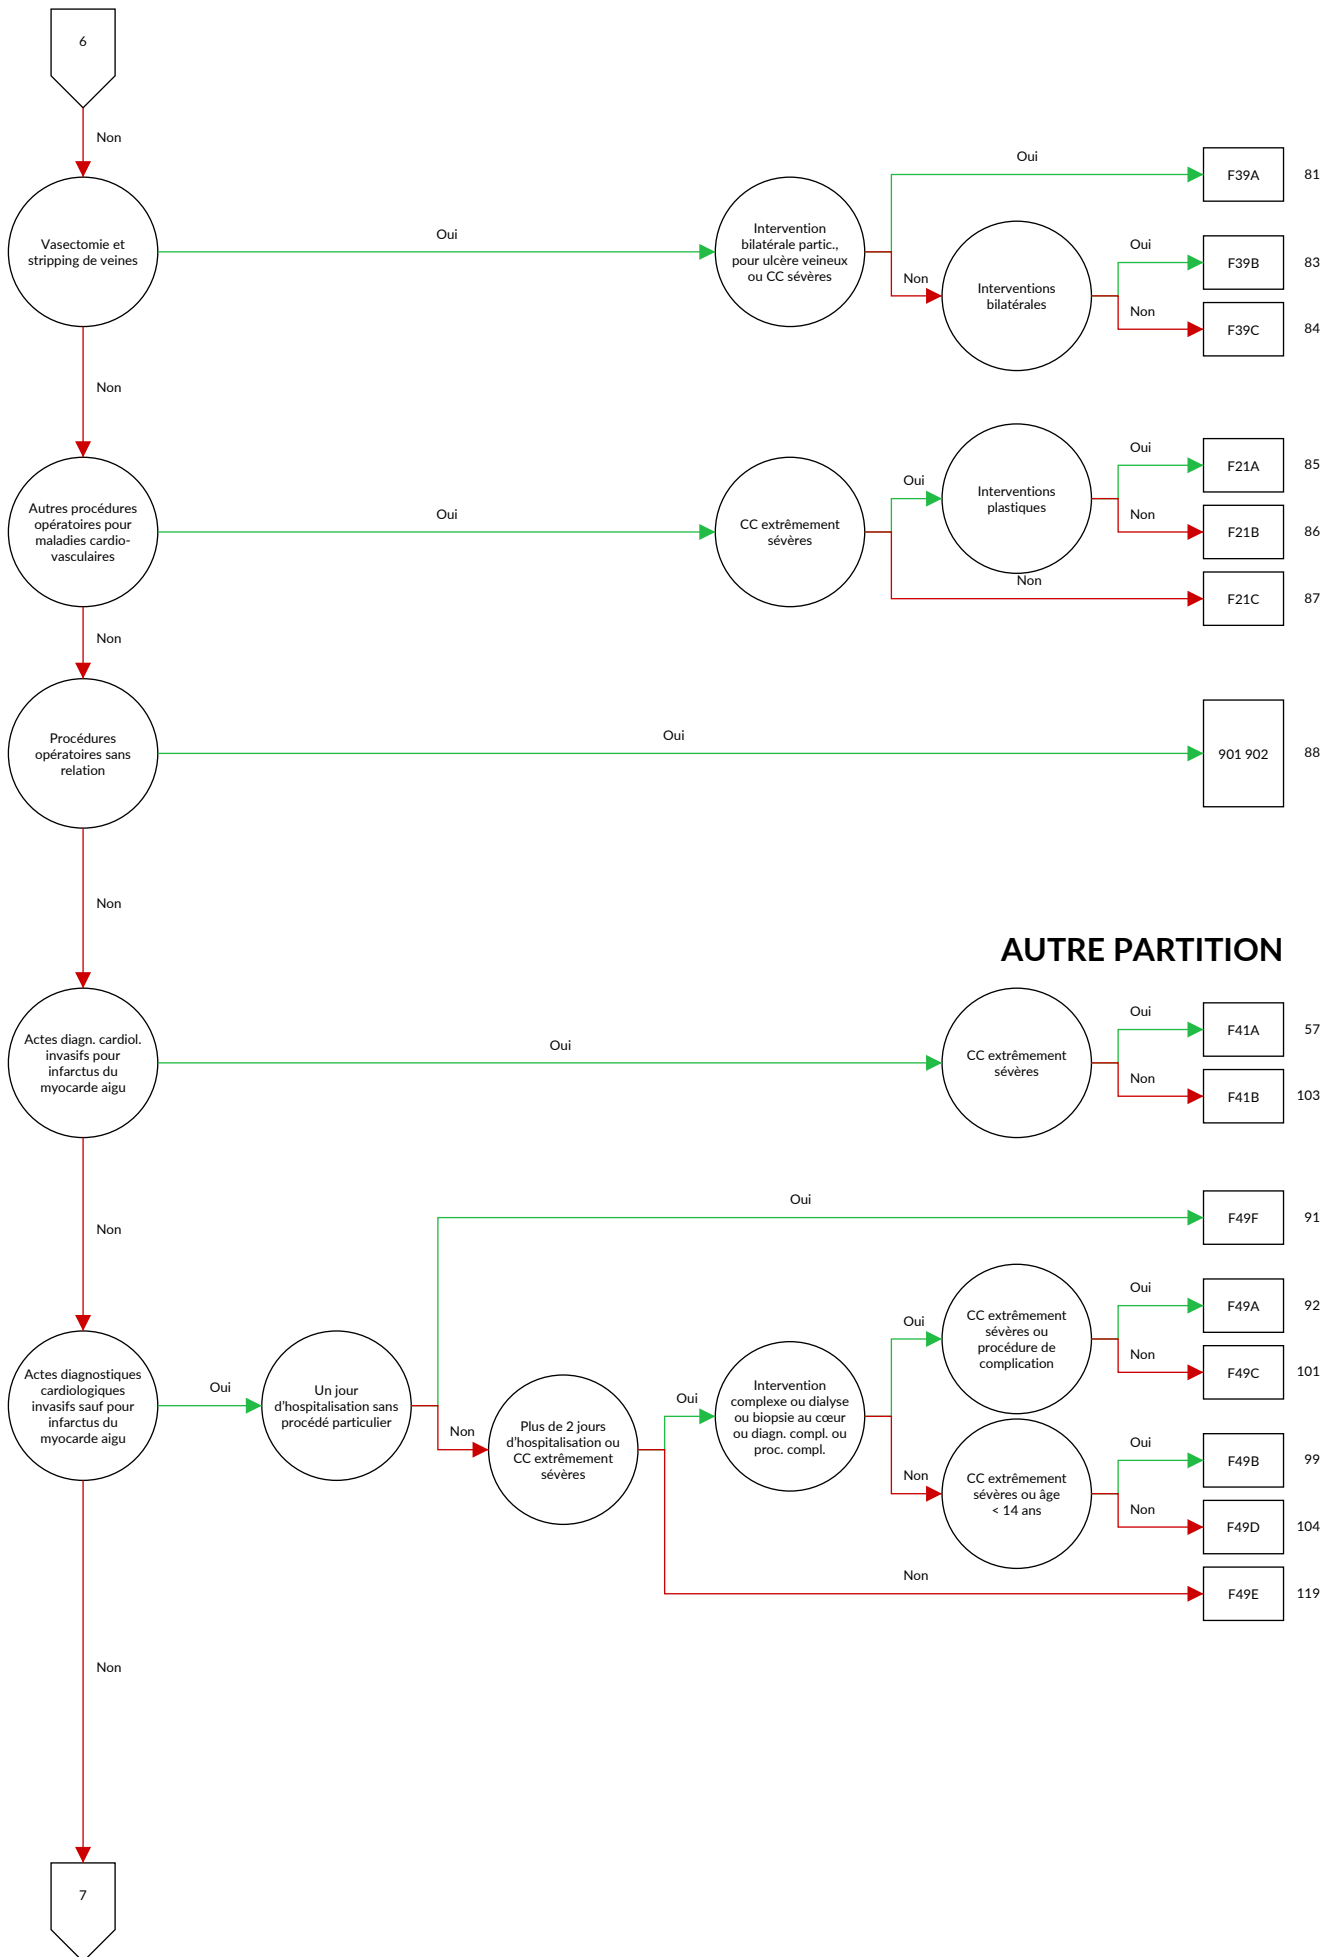 6
Non
Vasectomie et
stripping de veines
Oui
Intervention
bilatérale partic.,
pour ulcère veineux
ou CC sévères
Oui
F39A
81
Non
Interventions
bilatérales
Oui
F39B
83
Non
F39C
84
Non
Autres procédures
opératoires pour
maladies cardio-
vasculaires
Oui
CC extrêmement
sévères
Oui
Interventions
plastiques
Oui
F21A
85
Non
F21B
86
Non
F21C
87
Non
Procédures
opératoires sans
relation
Oui
901 902
88
Non
AUTRE PARTITION
Actes diagn. cardiol.
invasifs pour
infarctus du
myocarde aigu
Oui
CC extrêmement
sévères
Oui
F41A
57
Non
F41B
103
Non
Actes diagnostiques
cardiologiques
invasifs sauf pour
infarctus du
myocarde aigu
Oui
Un jour
d'hospitalisation sans
procédé particulier
Oui
F49F
91
Non
Plus de 2 jours
d'hospitalisation ou
CC extrêmement
sévères
Oui
Intervention
complexe ou dialyse
ou biopsie au cœur
ou diagn. compl. ou
proc. compl.
Oui
CC extrêmement
sévères ou
procédure de
complication
Oui
F49A
92
Non
F49C
101
Non
CC extrêmement
sévères ou âge
< 14 ans
Oui
F49B
99
Non
F49D
104
Non
F49E
119
Non
7